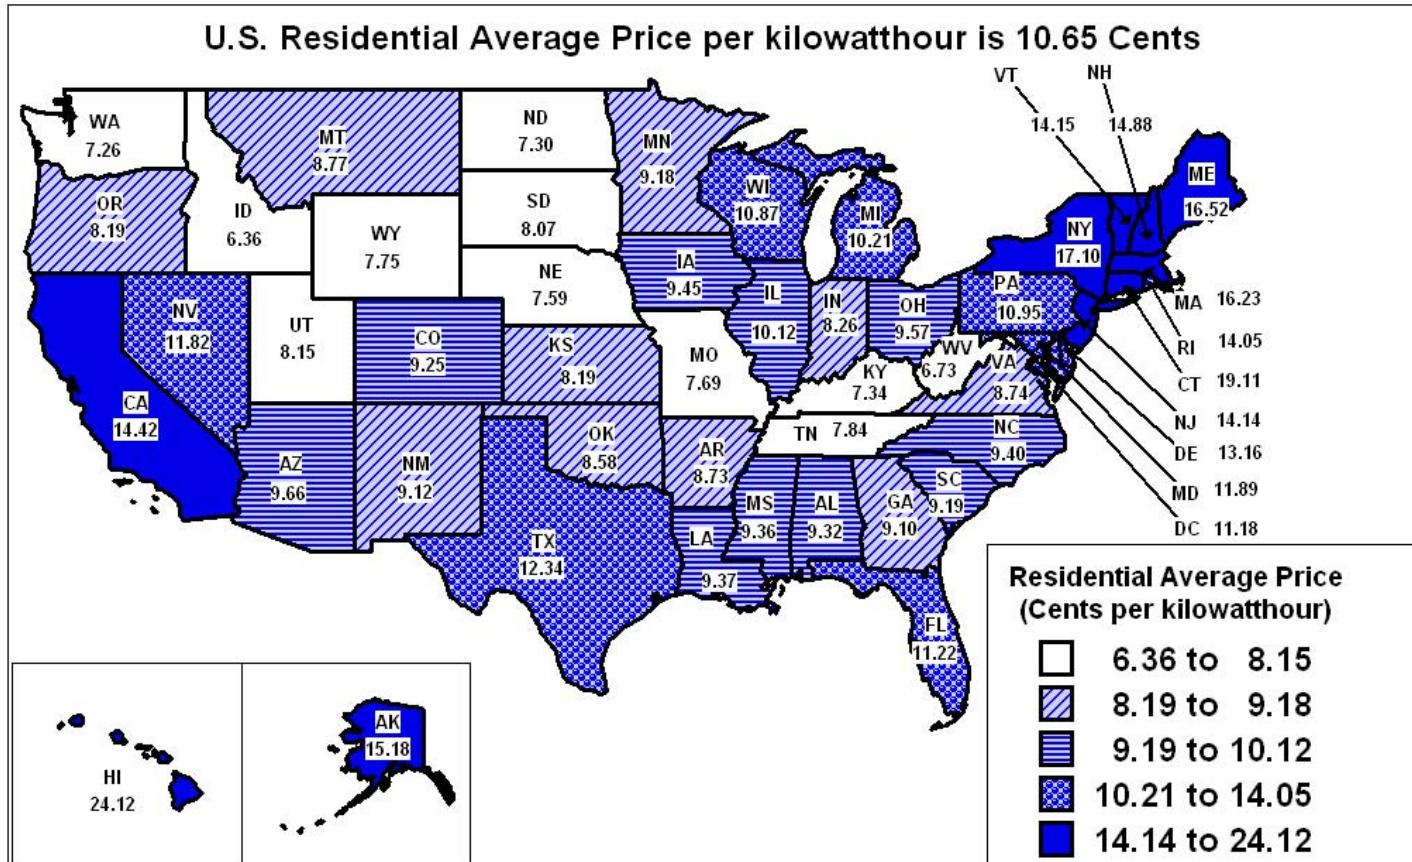 U.S. Residential Average Price per kilowatthour is 10.65 Cents
VT
14.15
NH
14.88
WA
7.26
MT
8.77
ND
7.30
MN
9.18
ME
16.52
OR
8.19
ID
6.36
WY
7.75
SD
8.07
WI
10.87
MI
10.21
NY
17.10
NE
7.59
IA
9.45
PA
10.95
MA 16.23
NV
11.82
UT
8.15
CO
9.25
KS
8.19
MO
7.69
IL
10.12
IN
8.26
OH
9.57
WV
6.73
VA
8.74
KY
7.34
RI 14.05
CT 19.11
NJ 14.14
DE 13.16
MD 11.89
DC 11.18
CA
14.42
AZ
9.66
NM
9.12
OK
8.58
AR
8.73
TN 7.84
NC
9.40
SC
9.19
MS
9.36
AL
9.32
GA
9.10
LA
9.37
TX
12.34
FL
11.22
HI
24.12
AK
15.18
Residential Average Price
(Cents per kilowatthour)
6.36 to 8.15
8.19 to 9.18
9.19 to 10.12
10.21 to 14.05
14.14 to 24.12